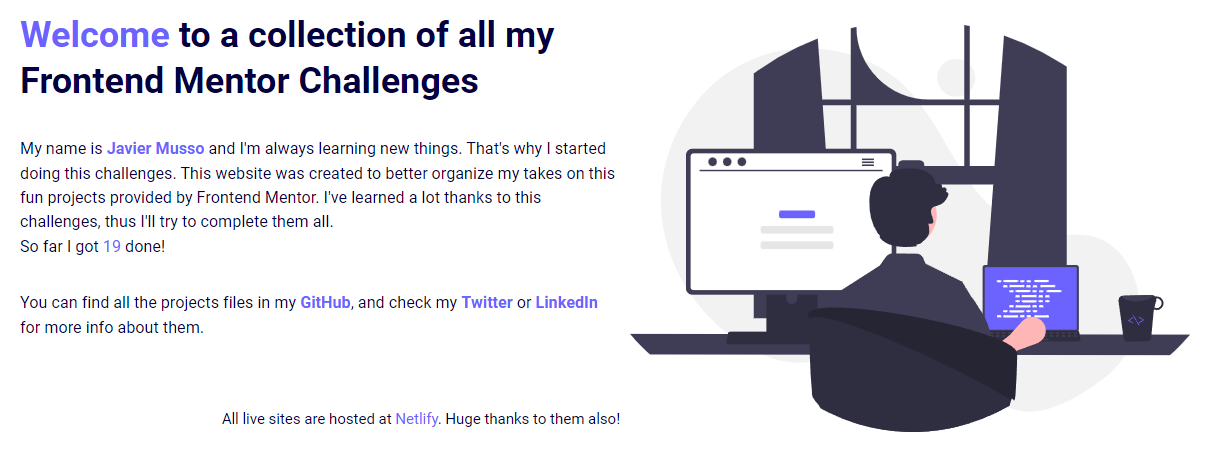 Welcome to a collection of all my
Frontend Mentor Challenges
My name is Javier Musso and I'm always learning new things. That's why I started
doing this challenges. This website was created to better organize my takes on this
fun projects provided by Frontend Mentor. I've learned a lot thanks to this
challenges, thus I'll try to complete them all.
So far I got 19 done!
You can find all the projects files in my GitHub, and check my Twitter or LinkedIn
for more info about them.
All live sites are hosted at Netlify. Huge thanks to them also!